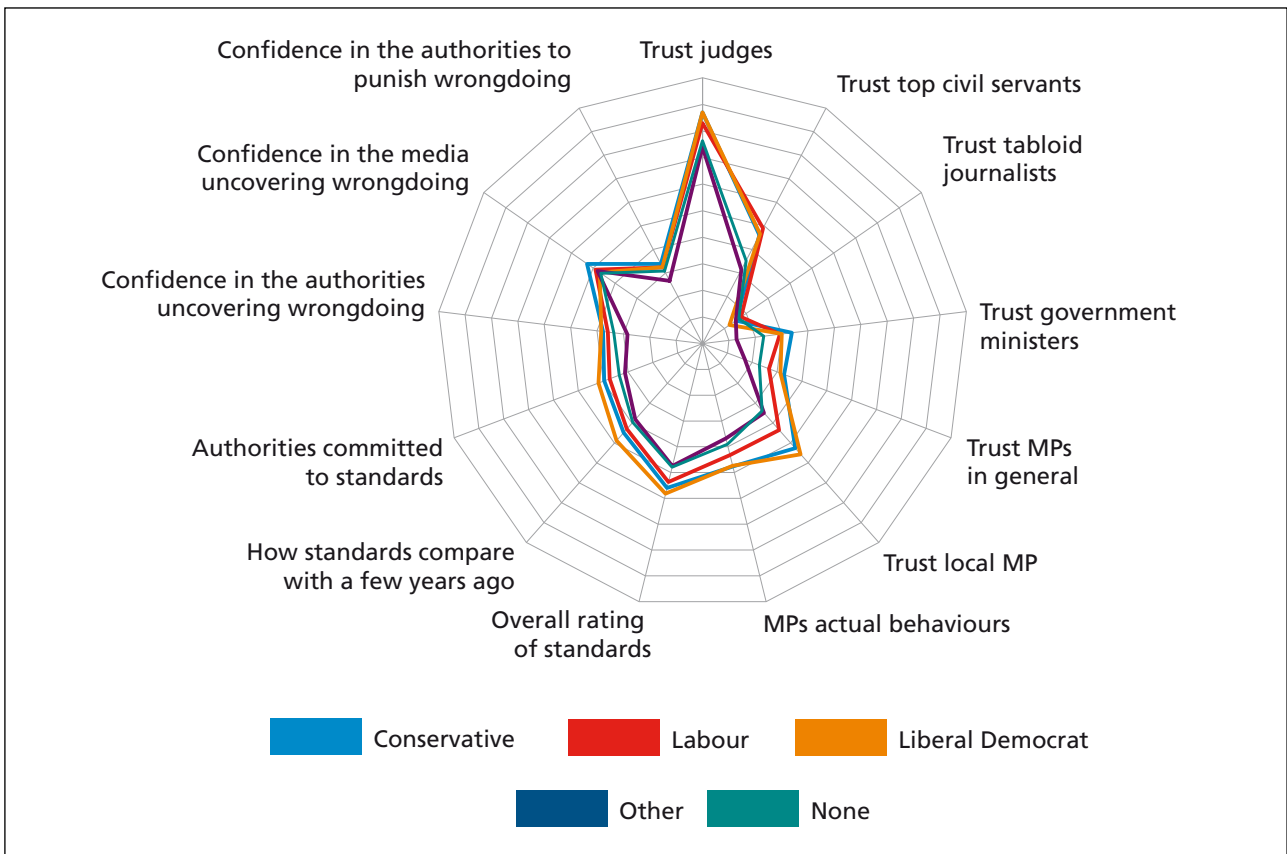 Trust judges
Trust top civil servants
Trust tabloid
journalists
Trust government
ministers
Trust MPs
in general
Trust local MP
MPs actual behaviours
Overall rating
of standards
How standards compare
with a few years ago
Authorities committed
to standards
Confidence in the authorities
uncovering wrongdoing
Confidence in the media
uncovering wrongdoing
Confidence in the authorities to
punish wrongdoing
Conservative
Labour
Liberal Democrat
Other
None